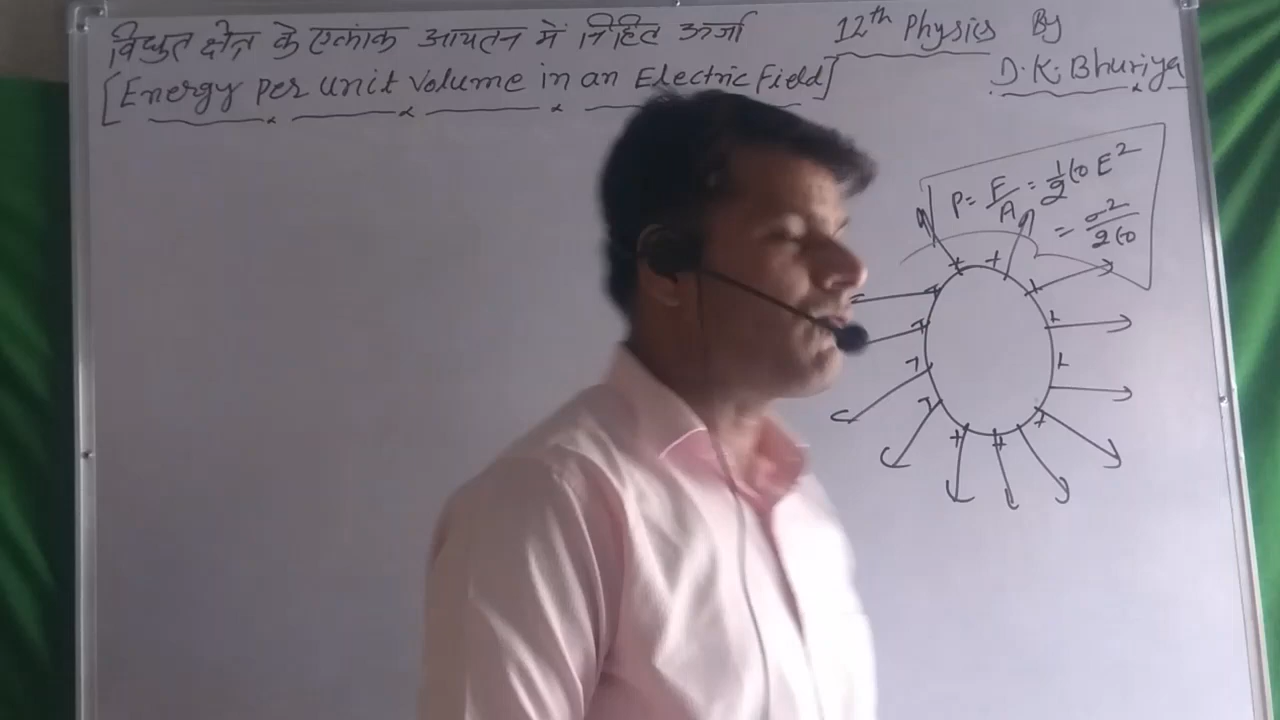 विद्युत क्षेत्र के एकांक आयतन में निहित ऊर्जा
[Energy Per Unit Volume in an Electric Field]
12th Physics By
D.K. Bhuriya
P = F/A = 1/2 ϵ0 E²
= σ²/2ϵ0